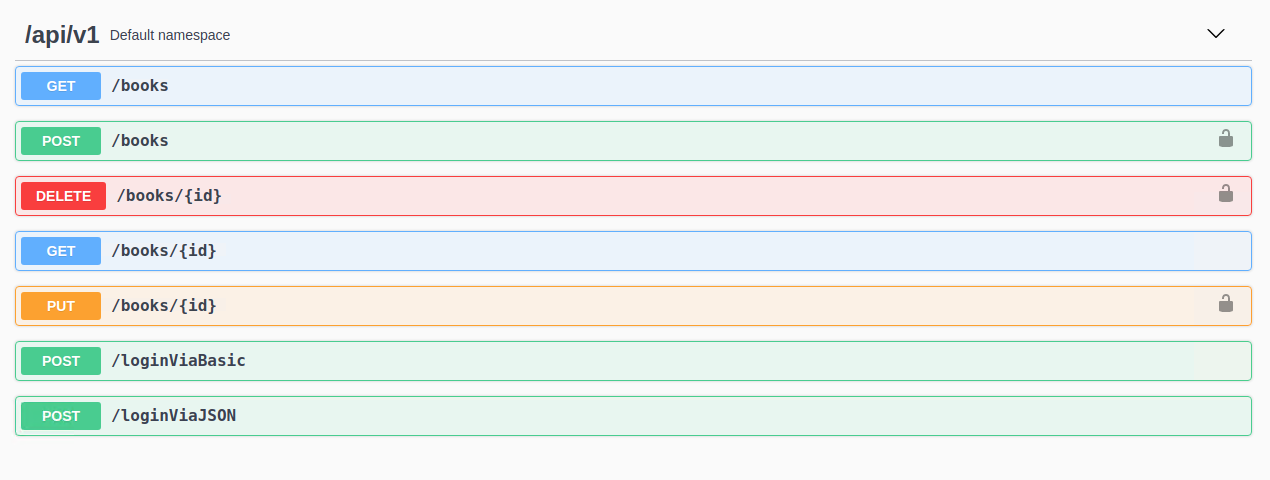 /api/v1 Default namespace
GET /books
POST /books
DELETE /books/{id}
GET /books/{id}
PUT /books/{id}
POST /loginViaBasic
POST /loginViaJSON